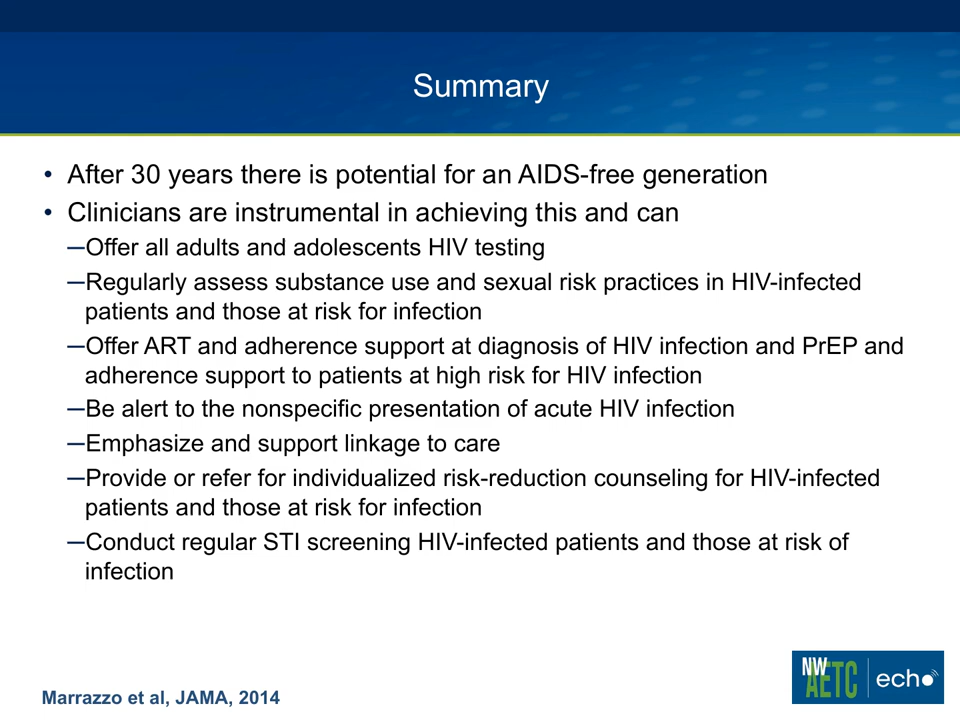 Summary
• After 30 years there is potential for an AIDS-free generation
• Clinicians are instrumental in achieving this and can
─Offer all adults and adolescents HIV testing
─Regularly assess substance use and sexual risk practices in HIV-infected
patients and those at risk for infection
─Offer ART and adherence support at diagnosis of HIV infection and PrEP and
adherence support to patients at high risk for HIV infection
─Be alert to the nonspecific presentation of acute HIV infection
─Emphasize and support linkage to care
─Provide or refer for individualized risk-reduction counseling for HIV-infected
patients and those at risk for infection
─Conduct regular STI screening HIV-infected patients and those at risk of
infection
Marrazzo et al, JAMA, 2014
NW
AETC
echo